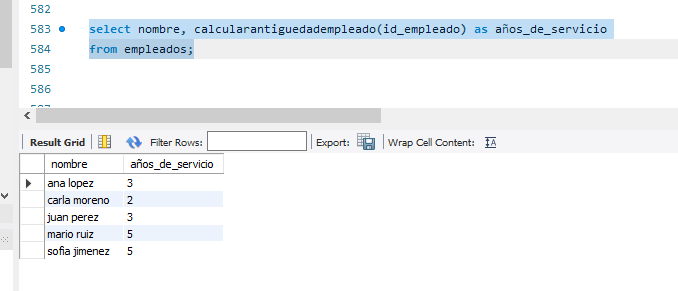 582
583 select nombre, calcularantiguedadempleado(id_empleado) as años_de_servicio
584 from empleados;
585
586
Result Grid Filter Rows: Export: Wrap Cell Content:
nombre años_de_servicio
ana lopez 3
carla moreno 2
juan perez 3
mario ruiz 5
sofia jimenez 5